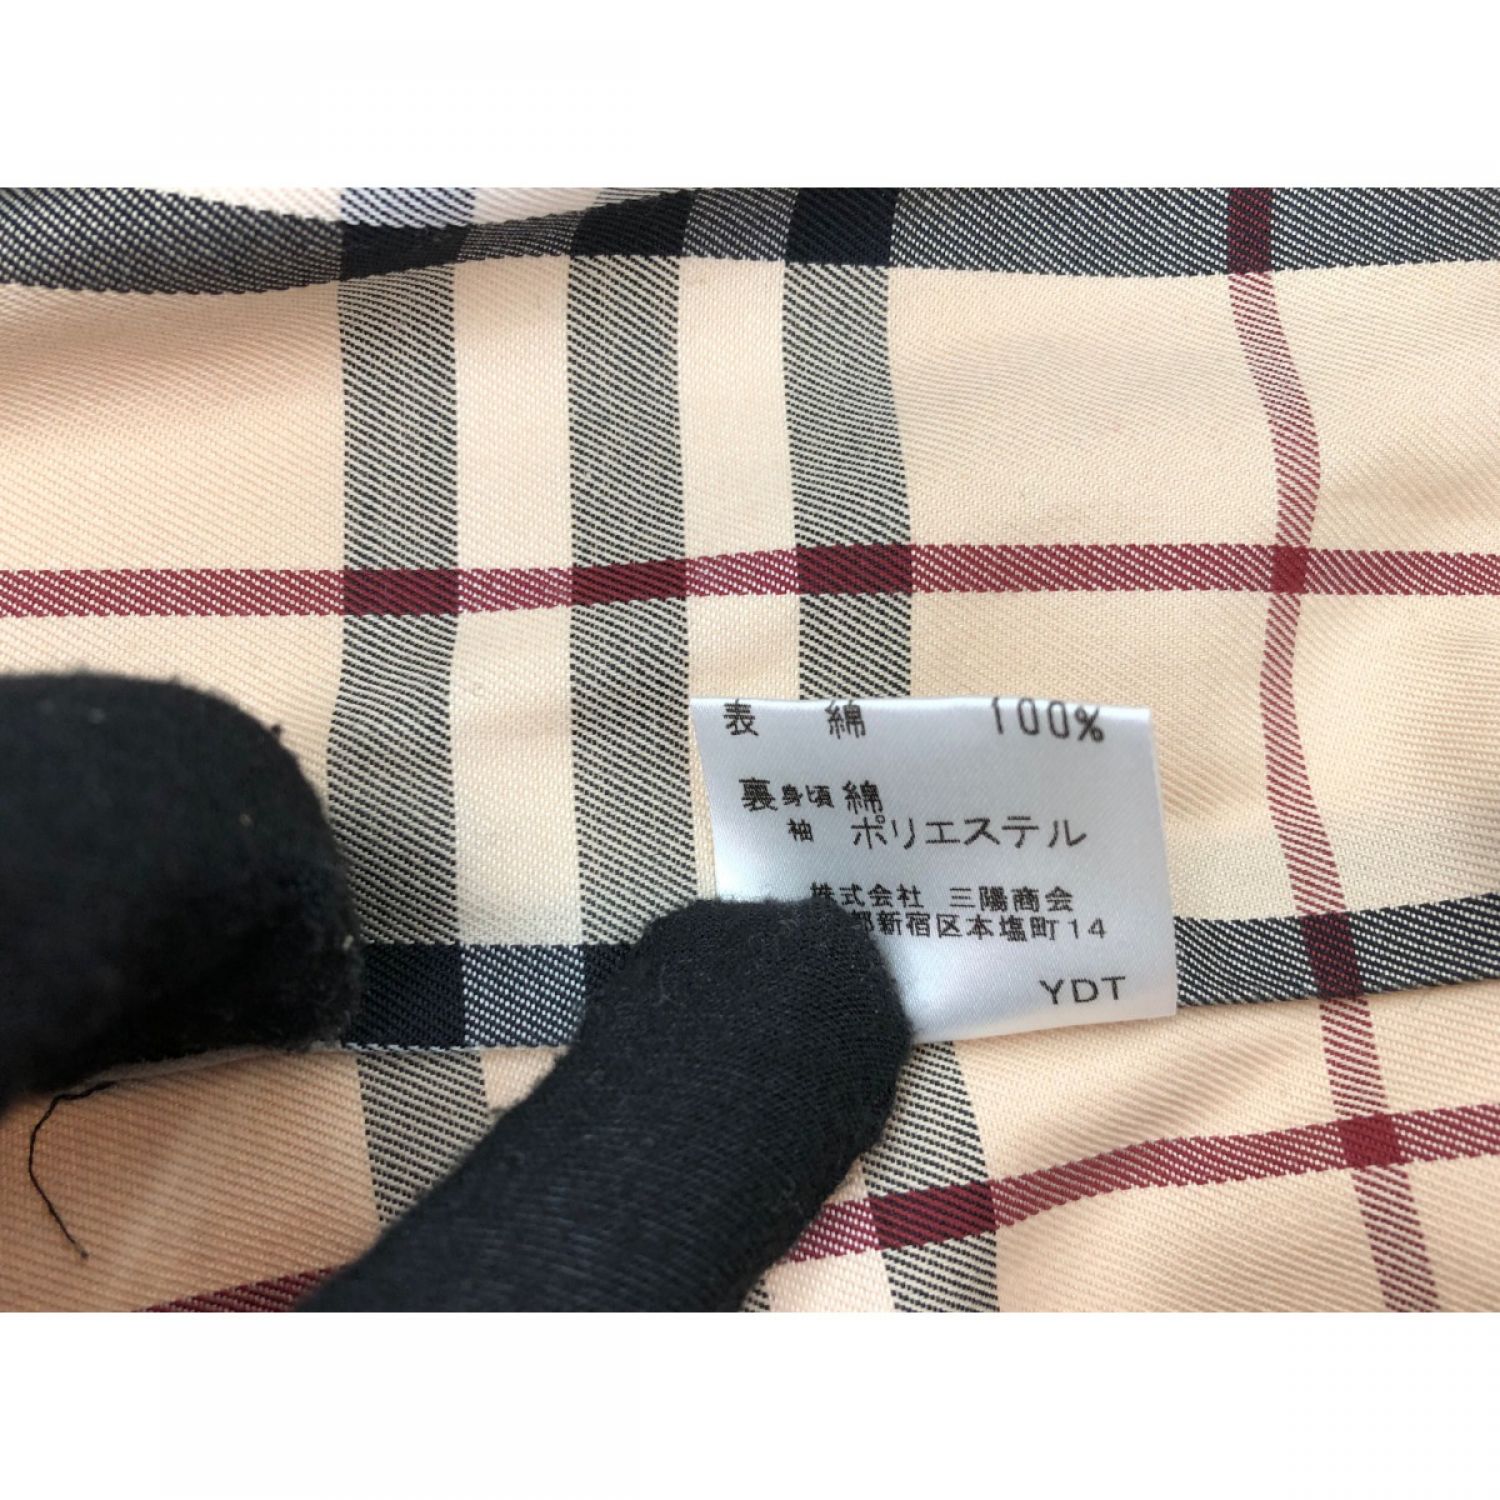 表 綿 100%
裏 身頃 綿
袖 ポリエステル
株式会社 三陽商会
都新宿区本塩町14
YDT